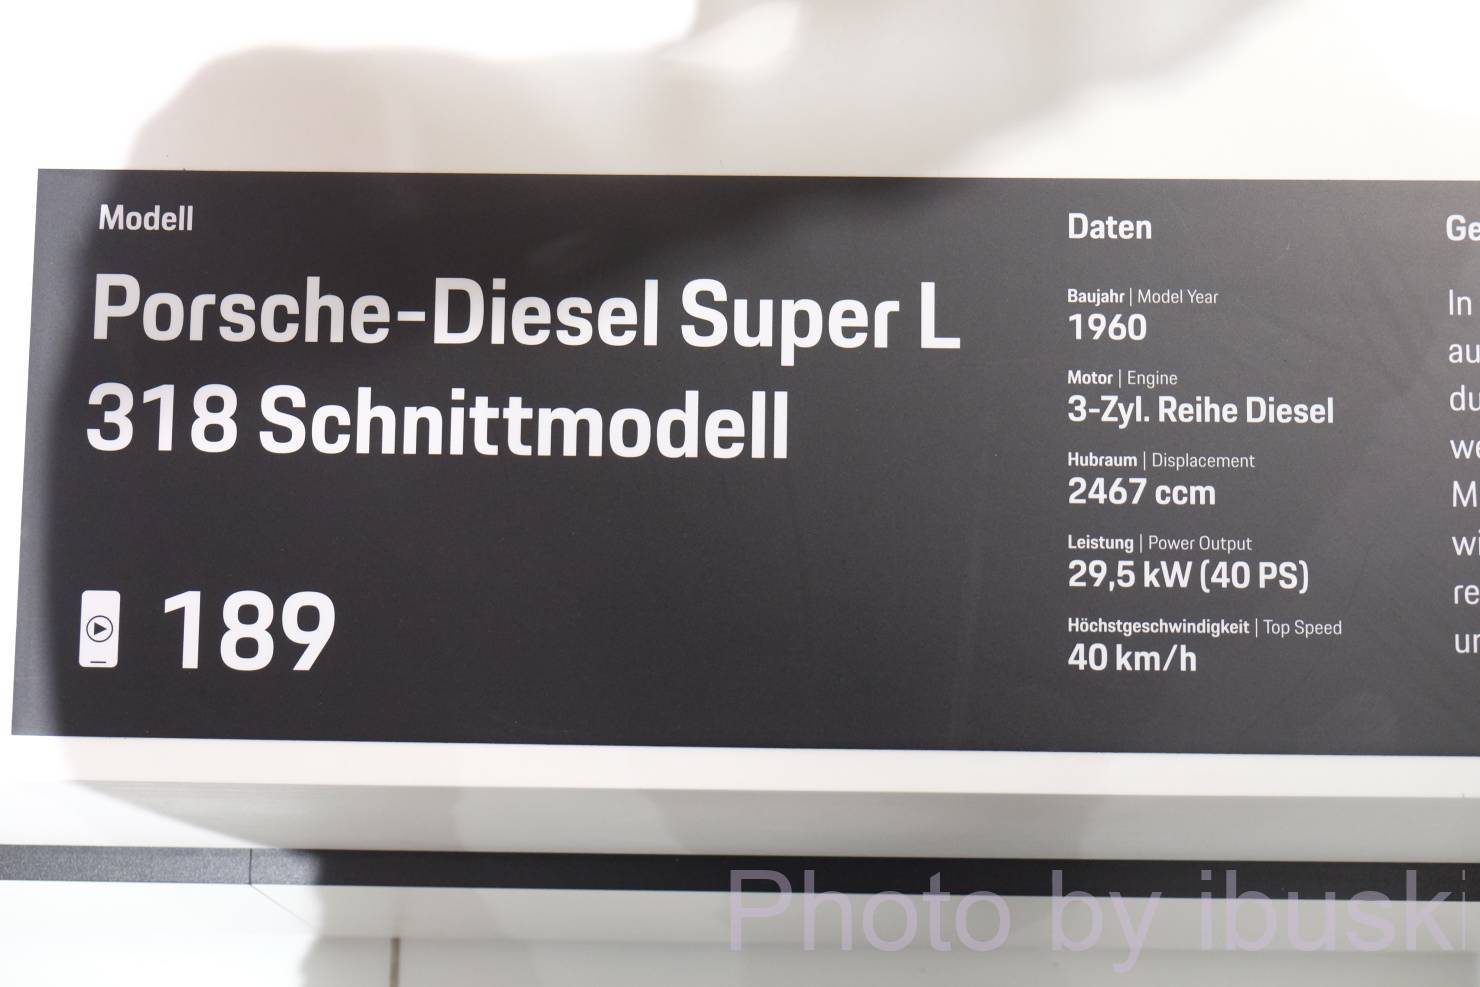 Modell
Porsche-Diesel Super L
318 Schnittmodell
189
Daten
Baujahr | Model Year
1960
Motor | Engine
3-Zyl. Reihe Diesel
Hubraum | Displacement
2467 ccm
Leistung | Power Output
29,5 kW (40 PS)
Höchstgeschwindigkeit | Top Speed
40 km/h
In
Photo by ibuski